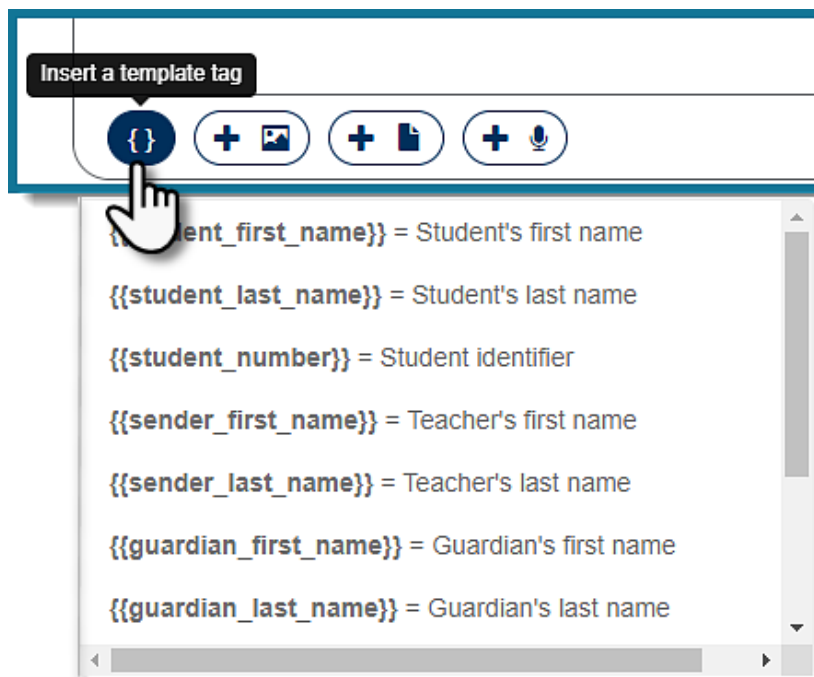 Insert a template tag
{ }
ent_first_name}} = Student's first name
{{student_last_name}} = Student's last name
{{student_number}} = Student identifier
{{sender_first_name}} = Teacher's first name
{{sender_last_name}} = Teacher's last name
{{guardian_first_name}} = Guardian's first name
{{guardian_last_name}} = Guardian's last name